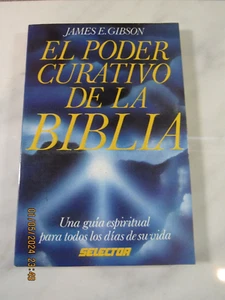 JAMES E. GIBSON
EL PODER
CURATIVO
DE LA
BIBLIA
Una guía espiritual
para todos los días de su vida
SELECTOR